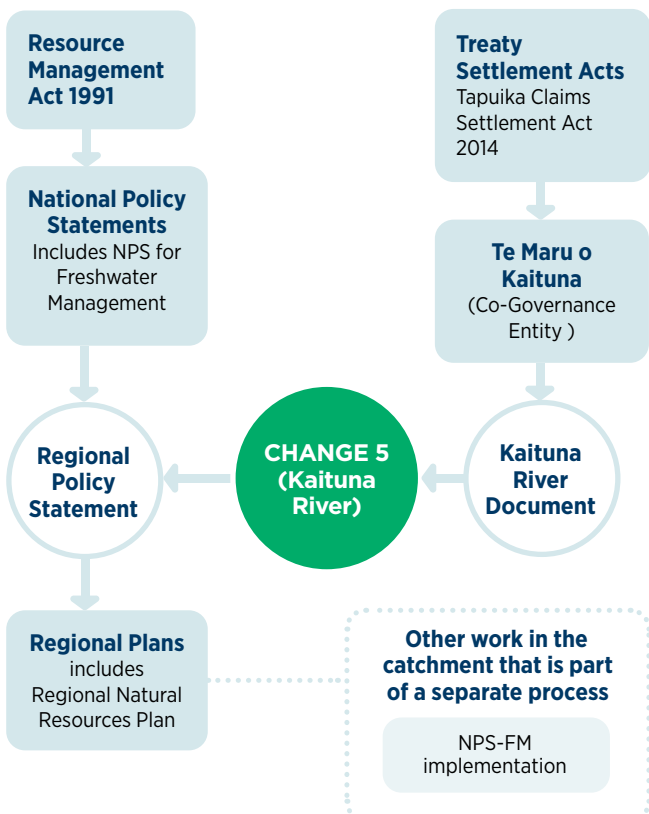 Resource
Management
Act 1991
Treaty
Settlement Acts
Tapuika Claims
Settlement Act
2014
National Policy
Statements
Includes NPS for
Freshwater
Management
Te Maru o
Kaituna
(Co-Governance
Entity )
Regional
Policy
Statement
CHANGE 5
(Kaituna
River)
Kaituna
River
Document
Regional Plans
includes
Regional Natural
Resources Plan
Other work in the
catchment that is part
of a separate process
NPS-FM
implementation